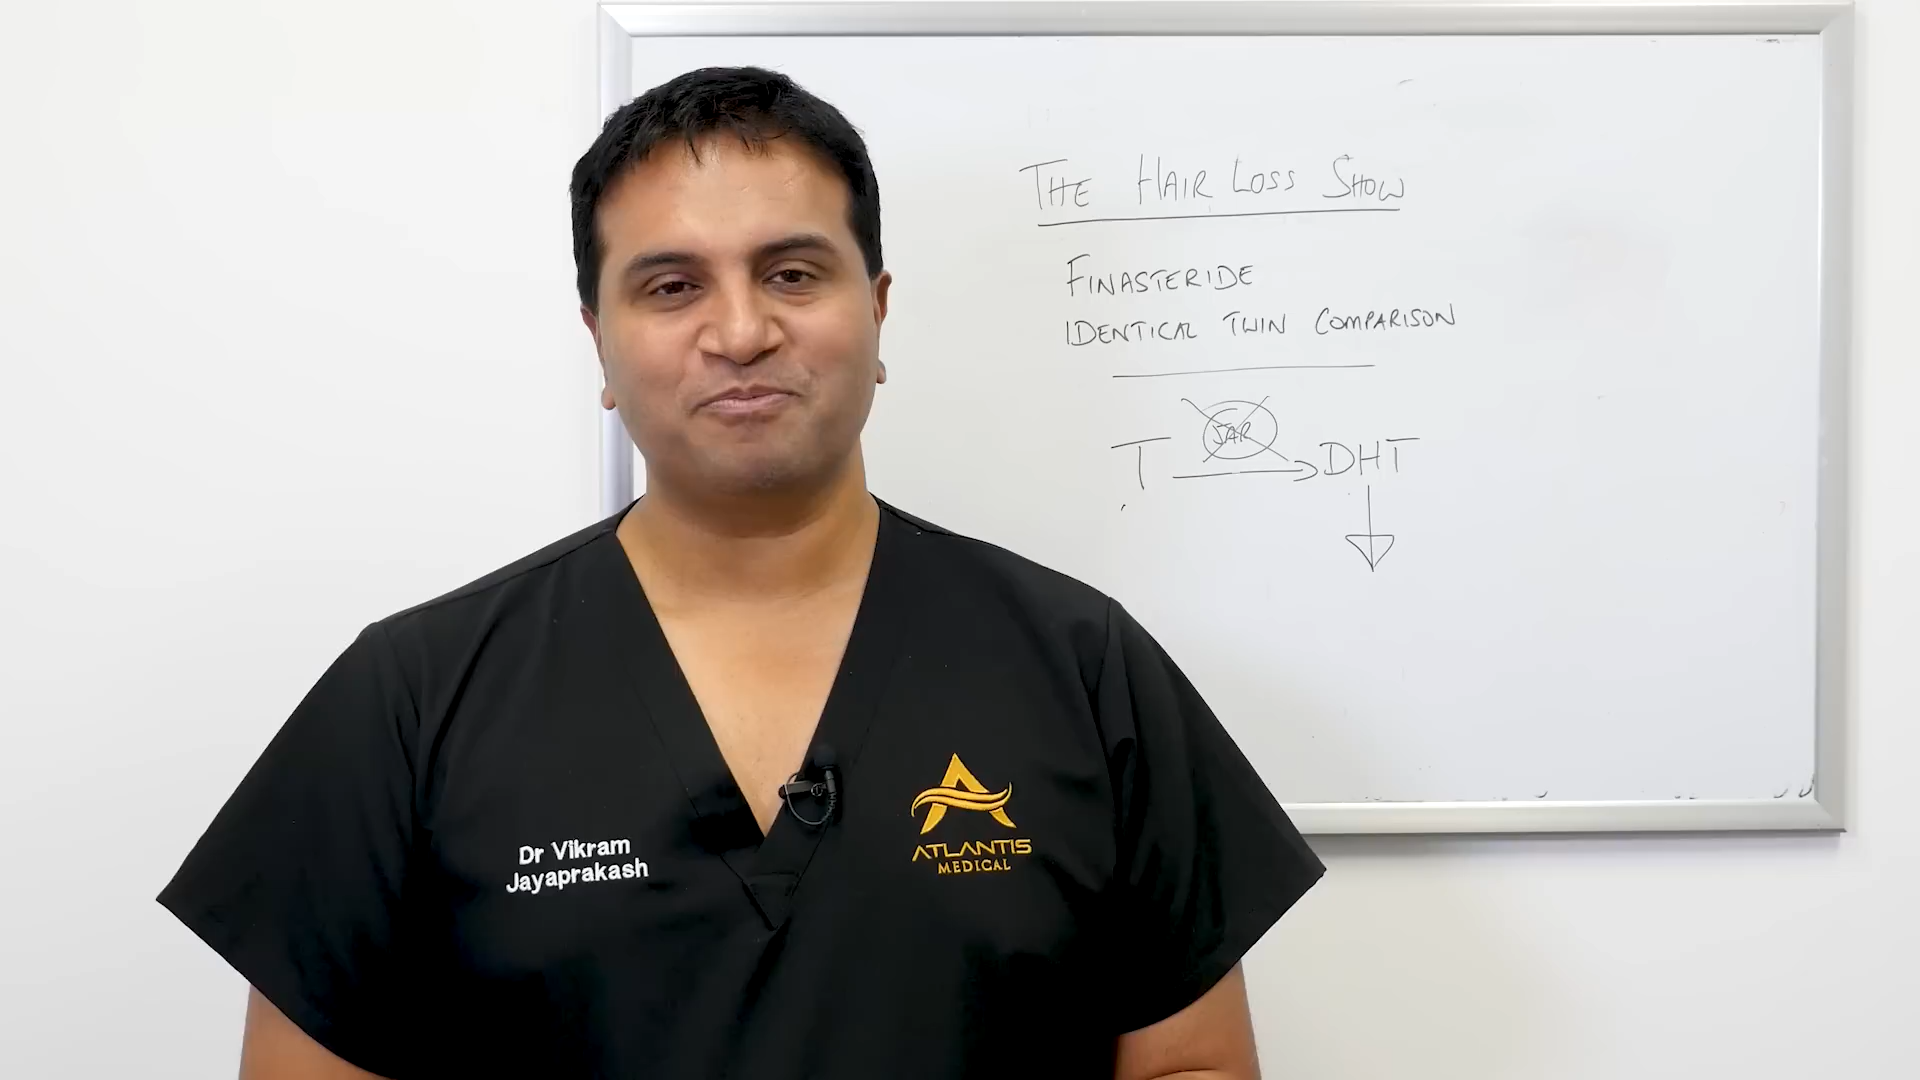 THE HAIR LOSS SHOW
FINASTERIDE
IDENTICAL TWIN COMPARISON
5AR
T DHT
Dr Vikram
Jayaprakash
ATLANTIS
MEDICAL